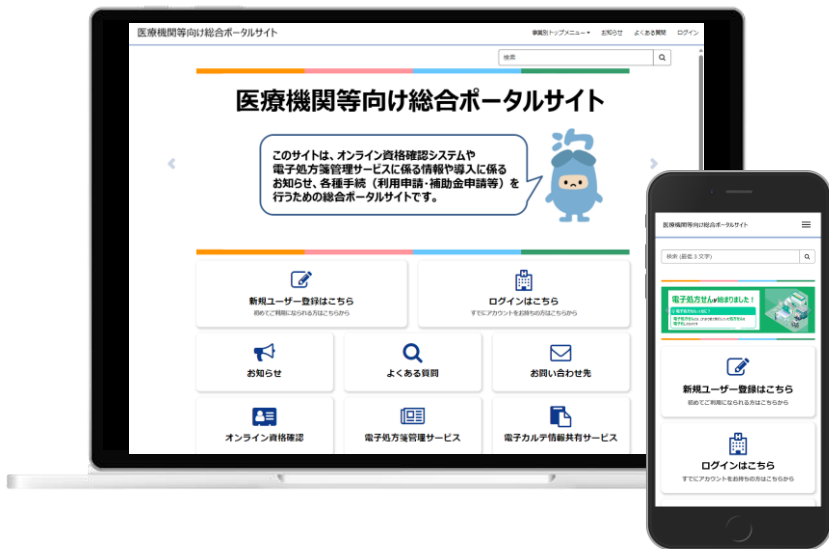 医療機関等向け総合ポータルサイト
事業別トップメニュー お知らせ よくある質問 ログイン
検索
医療機関等向け総合ポータルサイト
このサイトは、オンライン資格確認システムや
電子処方箋管理サービスに係る情報や導入に係る
お知らせ、各種手続（利用申請・補助金申請等）を
行うための総合ポータルサイトです。
新規ユーザー登録はこちら
初めてご利用になられる方はこちらから
ログインはこちら
すでにアカウントをお持ちの方はこちらから
お知らせ
よくある質問
お問い合わせ先
オンライン資格確認
電子処方箋管理サービス
電子カルテ情報共有サービス
医療機関等向け総合ポータルサイト
検索 (最低 3 文字)
電子処方せんが始まりました！
新規ユーザー登録はこちら
初めてご利用になられる方はこちらから
ログインはこちら
すでにアカウントをお持ちの方はこちらから